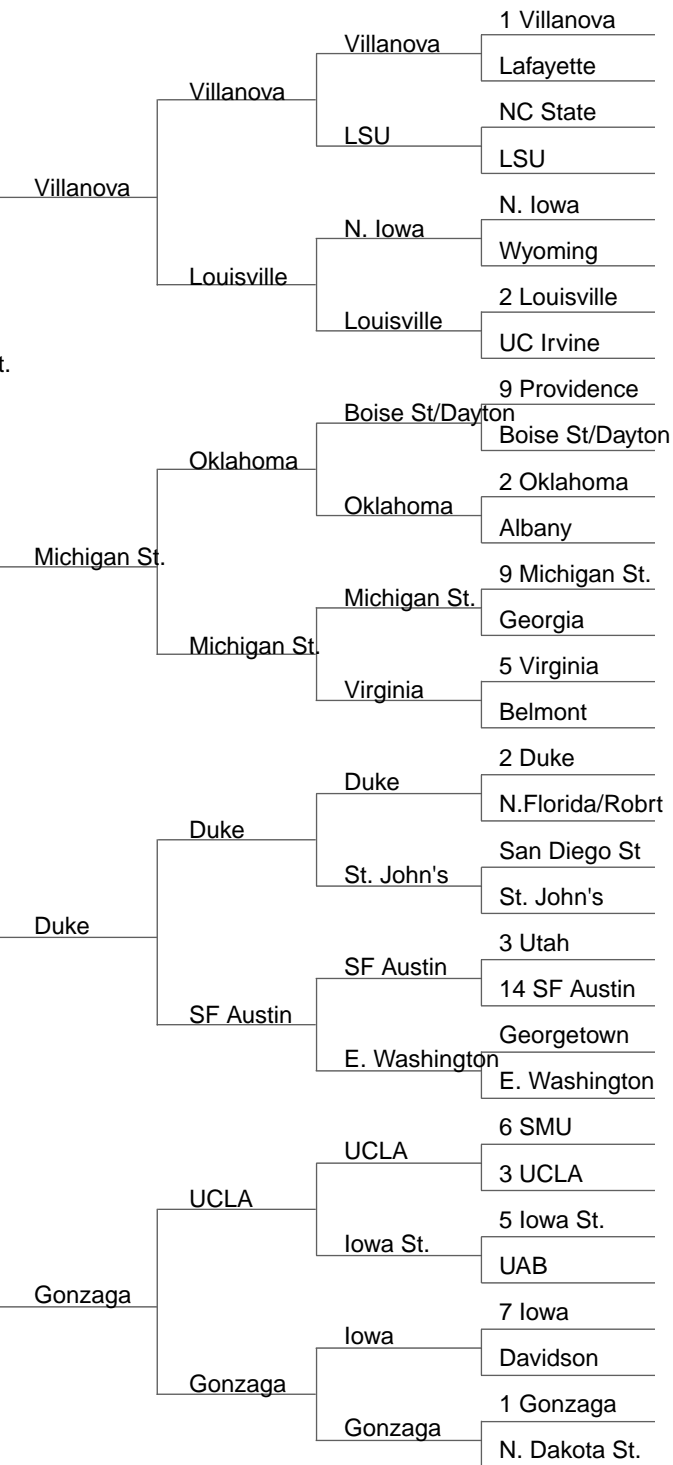 1 Villanova
Villanova
Lafayette
Villanova
NC State
LSU
LSU
Villanova
N. Iowa
N. Iowa
Wyoming
Louisville
2 Louisville
Louisville
UC Irvine
t.
9 Providence
Boise St/Dayton
Boise St/Dayton
Oklahoma
2 Oklahoma
Oklahoma
Albany
Michigan St.
9 Michigan St.
Michigan St.
Georgia
Michigan St.
5 Virginia
Virginia
Belmont
2 Duke
Duke
N.Florida/Robrt
Duke
San Diego St
St. John's
St. John's
Duke
3 Utah
SF Austin
14 SF Austin
SF Austin
Georgetown
E. Washington
E. Washington
6 SMU
UCLA
3 UCLA
UCLA
5 Iowa St.
Iowa St.
UAB
Gonzaga
7 Iowa
Iowa
Davidson
Gonzaga
1 Gonzaga
Gonzaga
N. Dakota St.